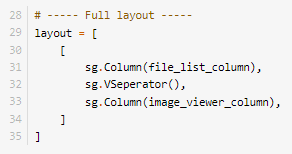 28 # ----- Full layout -----
29 layout = [
30     [
31         sg.Column(file_list_column),
32         sg.VSeperator(),
33         sg.Column(image_viewer_column),
34     ]
35 ]